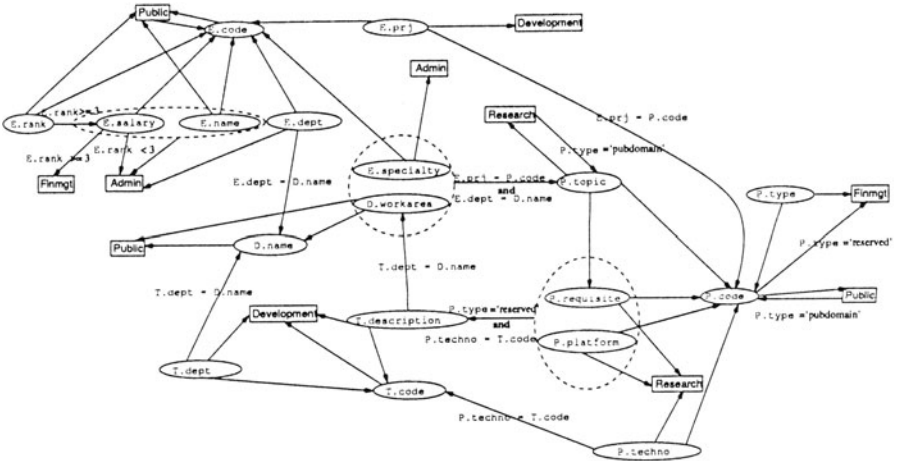 Public
E.code
E.prj
Development
Admin
E.rank>=3
E.rank
E.salary
E.name
E.dept
Research
E.prj = P.code
E.rank >=3
E.rank <3
P.type ='pubdomain'
Finmgt
Admin
E.dept = D.name
E.specialty
E.prj = P.code
and
E.dept = D.name
P.topic
P.type
Finmgt
D.workarea
Public
D.name
P.type ='reserved'
T.dept = D.name
T.dept = D.name
P.requisite
P.code
Public
Development
T.description
P.type ='reserved'
and
P.techno = T.code
P.type ='pubdomain'
P.platform
T.dept
T.code
Research
P.techno = T.code
P.techno